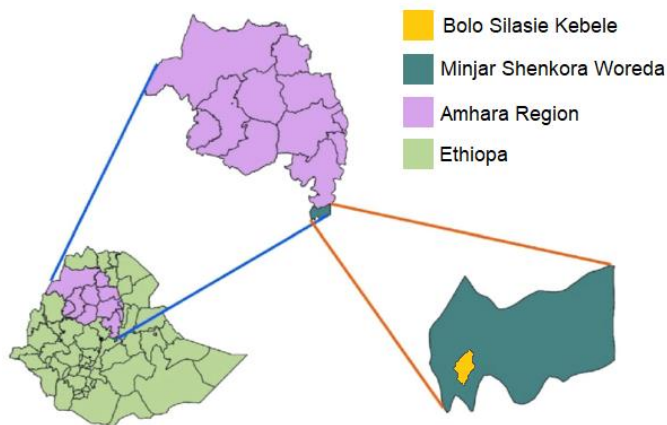 Bolo Silasie Kebele
Minjar Shenkora Woreda
Amhara Region
Ethiopa